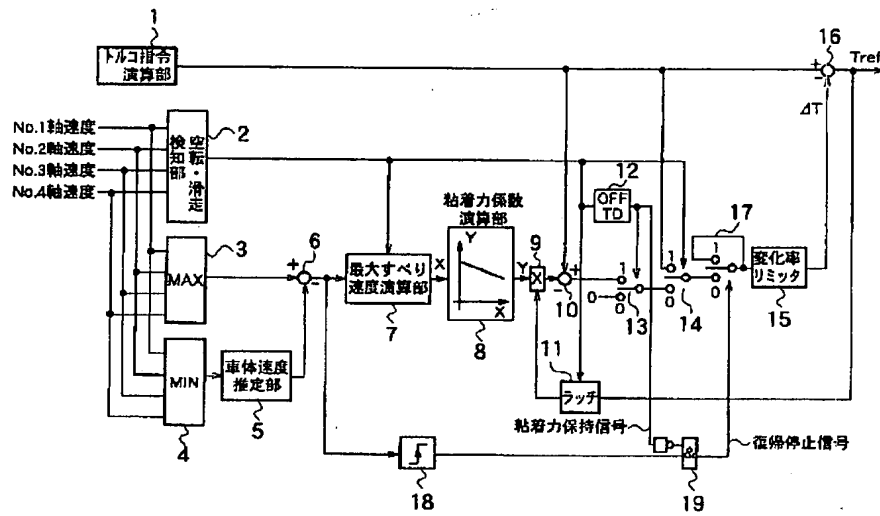 1
トルコ指令
演算部
16
Tref
ΔT
No.1軸速度
No.2軸速度
No.3軸速度
No.4軸速度
空転・滑走
検知部
2
3
MAX
6
4
MIN
車体速度
推定部
5
最大すべり
速度演算部
7
粘着力係数
演算部
X
Y
Y
X
8
9
X
10
11
ラッチ
12
OFF
TD
1
0
13
1
0
14
17
1
0
変化率
リミッタ
15
粘着力保持信号
復帰停止信号
18
&
19
+
-
+
-
+
-